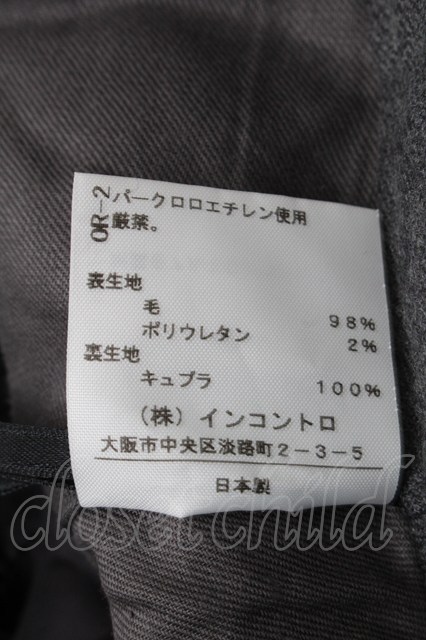 OR-2
パークロロエチレン使用
厳禁。
表生地
毛 98%
ポリウレタン 2%
裏生地
キュプラ 100%
(株)インコントロ
大阪市中央区淡路町2-3-5
日本製
closet child